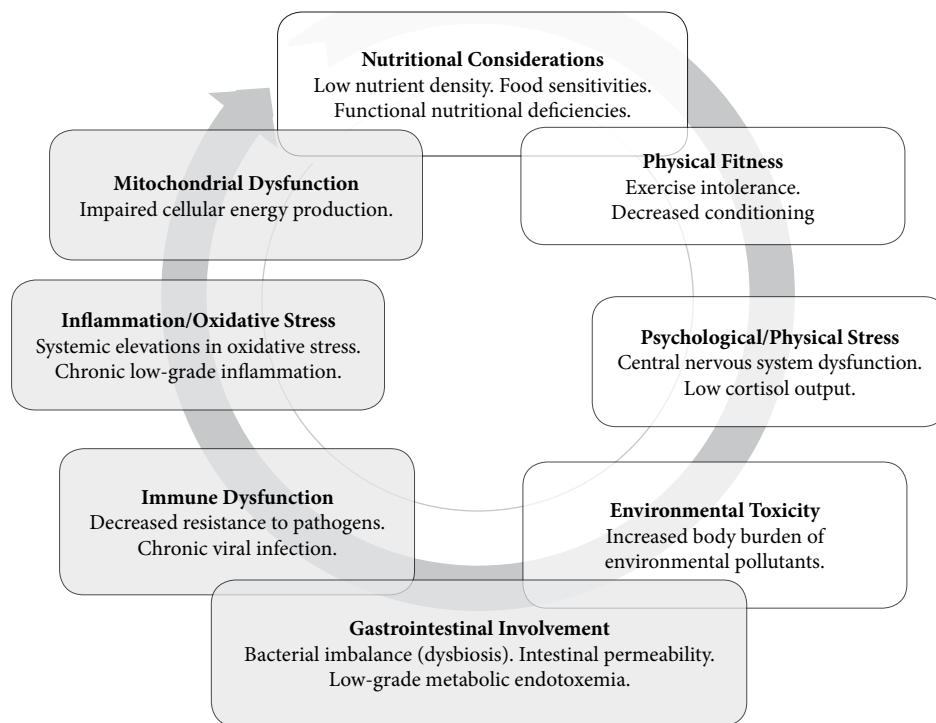 Nutritional Considerations
Low nutrient density. Food sensitivities.
Functional nutritional deficiencies.
Physical Fitness
Exercise intolerance.
Decreased conditioning
Psychological/Physical Stress
Central nervous system dysfunction.
Low cortisol output.
Environmental Toxicity
Increased body burden of
environmental pollutants.
Gastrointestinal Involvement
Bacterial imbalance (dysbiosis). Intestinal permeability.
Low-grade metabolic endotoxemia.
Immune Dysfunction
Decreased resistance to pathogens.
Chronic viral infection.
Inflammation/Oxidative Stress
Systemic elevations in oxidative stress.
Chronic low-grade inflammation.
Mitochondrial Dysfunction
Impaired cellular energy production.